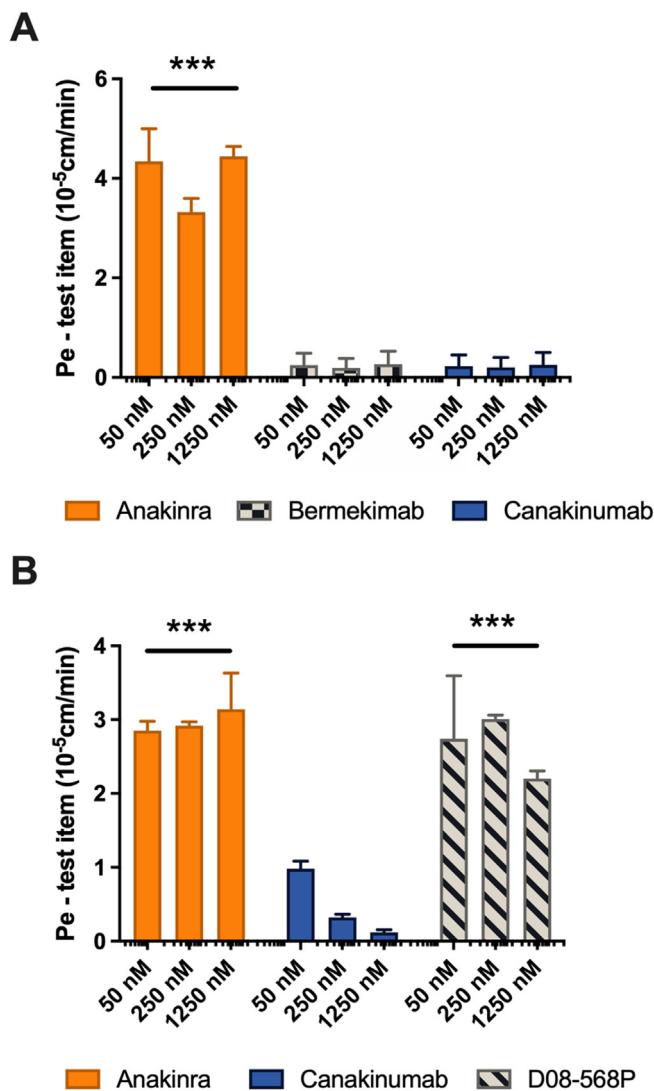 A
***
Pe - test item (10-5cm/min)
6
4
2
0
50 nM 250 nM 1250 nM 50 nM 250 nM 1250 nM 50 nM 250 nM 1250 nM
Anakinra Bermekimab Canakinumab
B
*** ***
Pe - test item (10-5cm/min)
4
3
2
1
0
50 nM 250 nM 1250 nM 50 nM 250 nM 1250 nM 50 nM 250 nM 1250 nM
Anakinra Canakinumab D08-568P